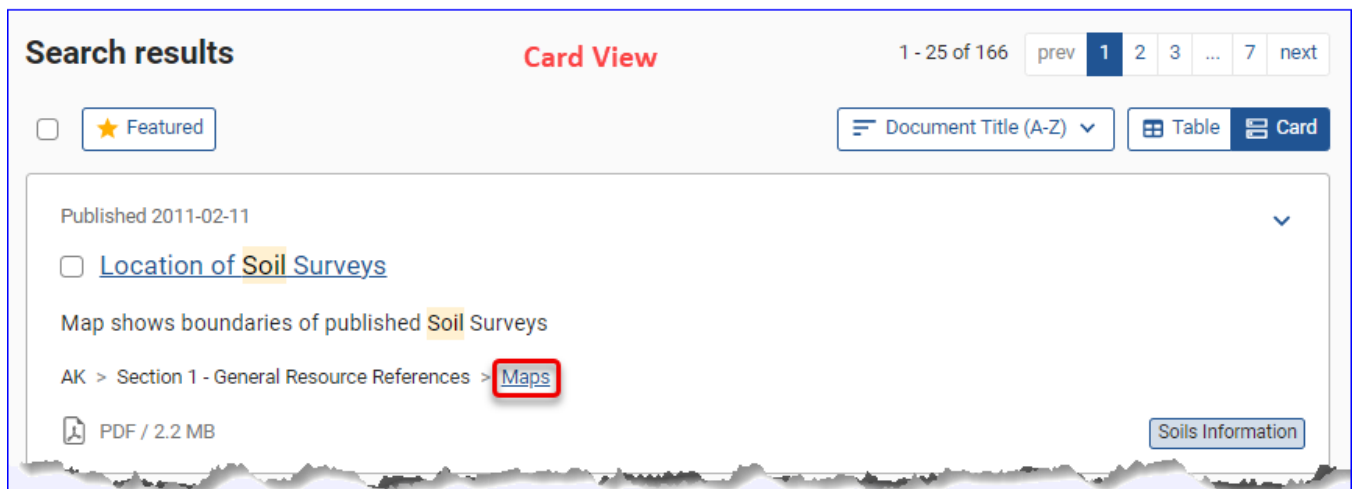 Search results Card View 1 - 25 of 166 prev 1 2 3 ... 7 next
Featured Document Title (A-Z) Table Card
Published 2011-02-11
Location of Soil Surveys
Map shows boundaries of published Soil Surveys
AK > Section 1 - General Resource References > Maps
PDF / 2.2 MB Soils Information